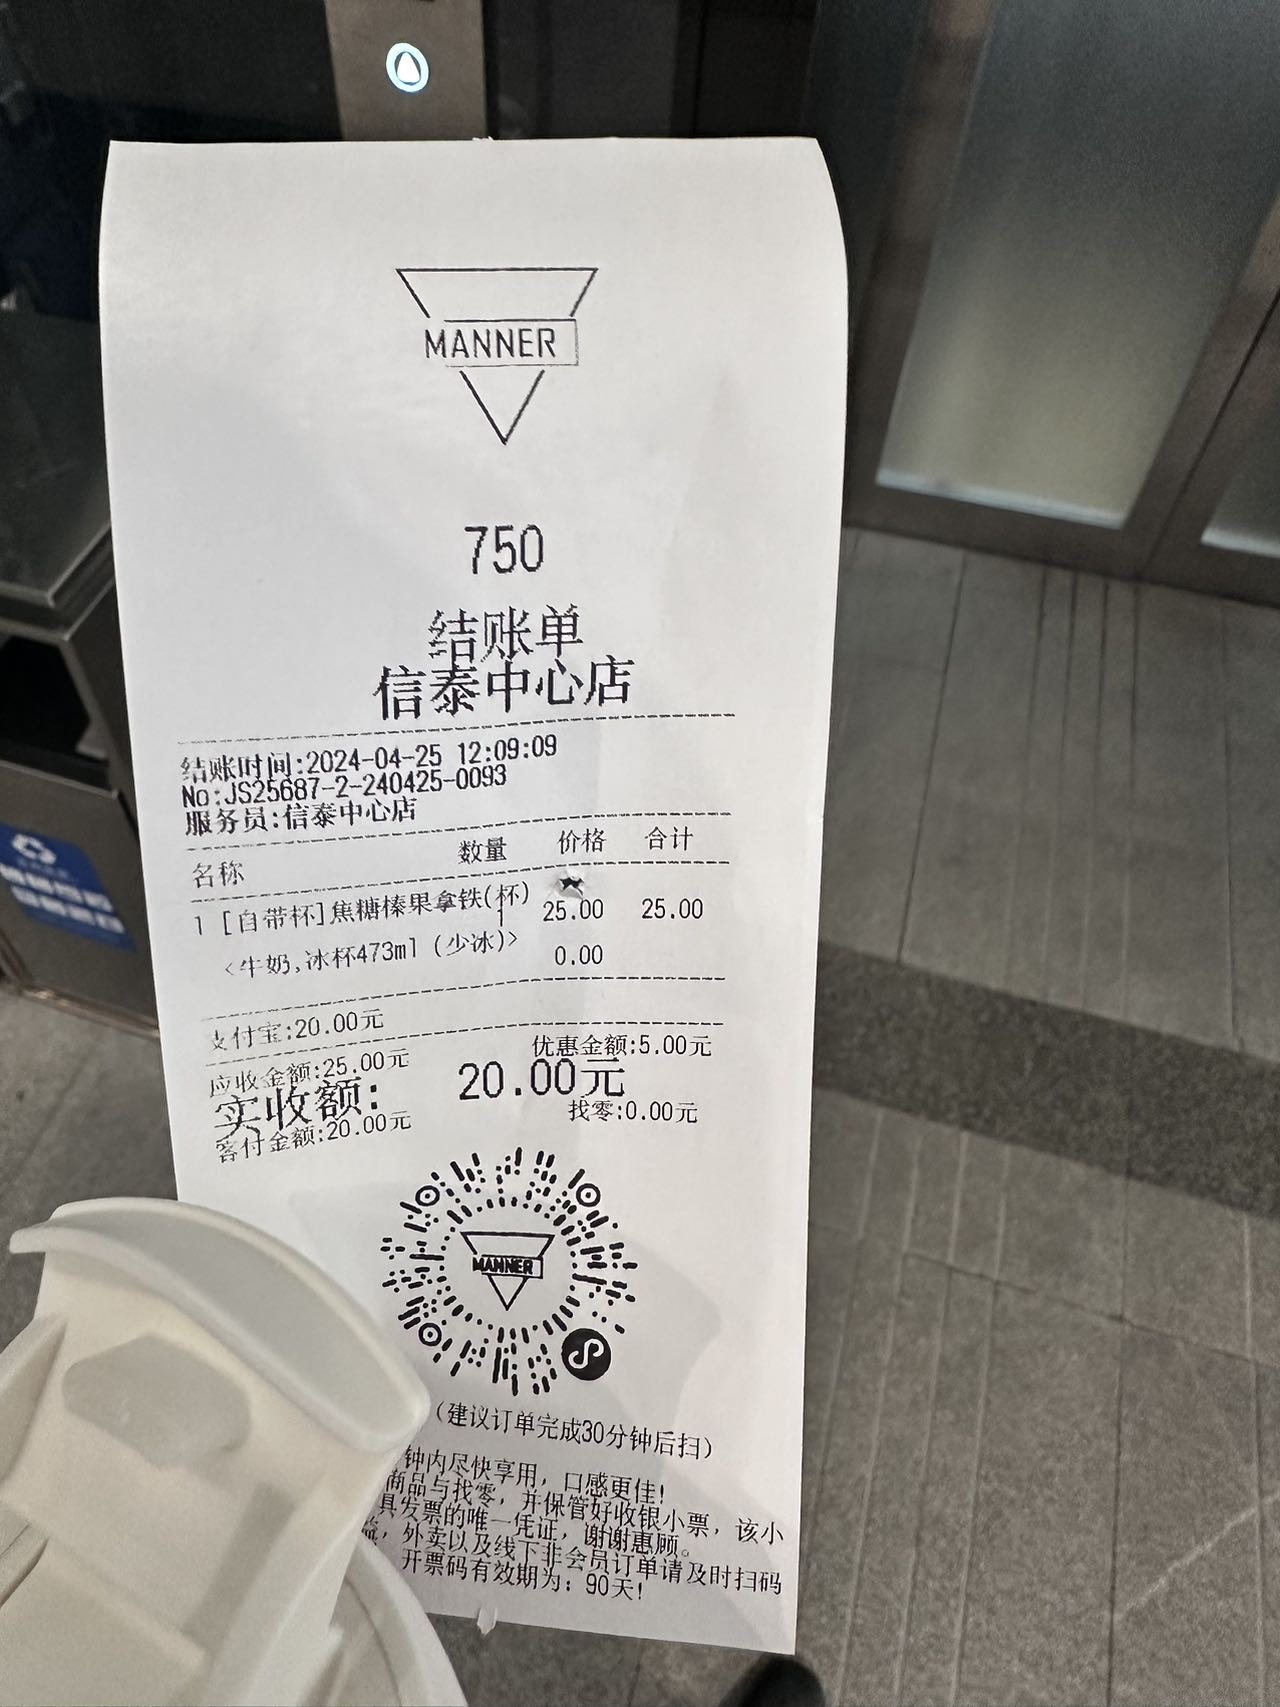 MANNER
750
结账单
信泰中心店
结账时间:2024-04-25 12:09:09
No:JS25687-2-240425-0093
服务员:信泰中心店
名称 数量 价格 合计
1 [自带杯]焦糖榛果拿铁(杯) 1 25.00 25.00
<牛奶,冰杯473ml (少冰)> 0.00
支付宝:20.00元
应收金额:25.00元 优惠金额:5.00元
实收额: 20.00元
客付金额:20.00元 找零:0.00元
MANNER
(建议订单完成30分钟后扫)
钟内尽快享用, 口感更佳!
商品与找零, 并保管好收银小票, 该小
具发票的唯一凭证, 谢谢惠顾。
外卖以及线下非会员订单请及时扫码
开票码有效期为: 90天!